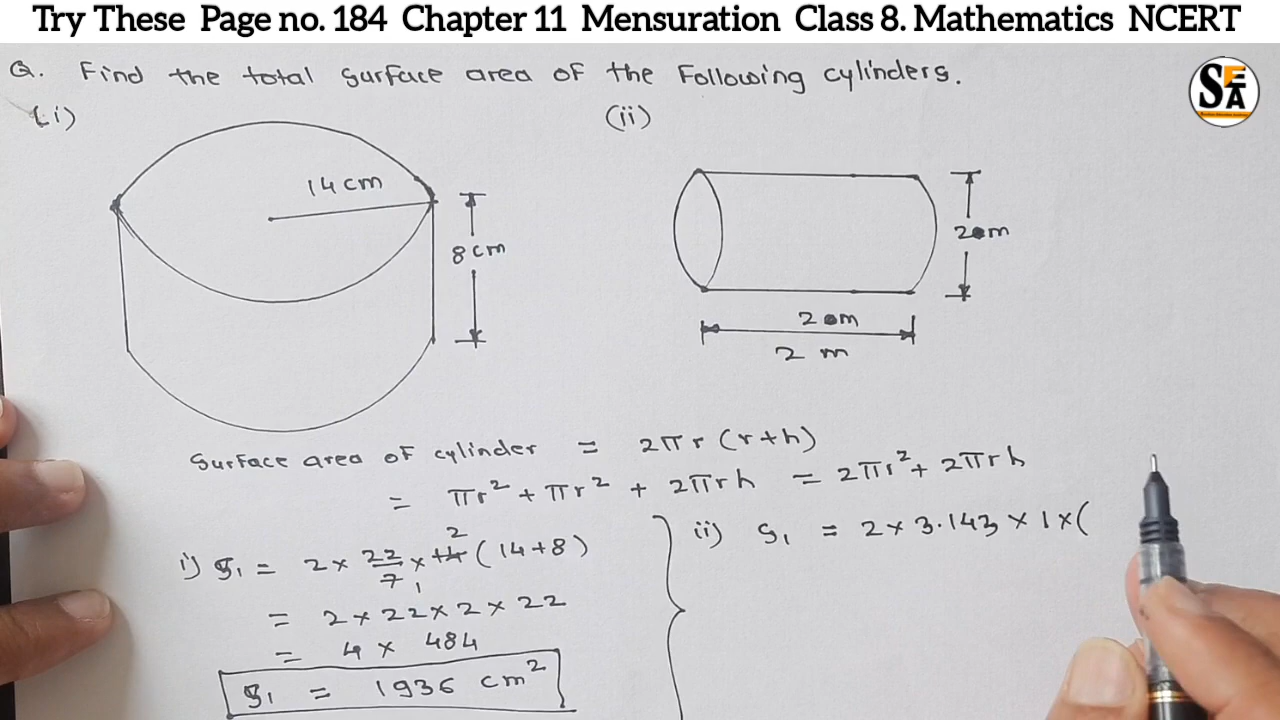 Try These Page no. 184 Chapter 11 Mensuration Class 8. Mathematics NCERT
Q. Find the total surface area of the following cylinders.
(i)
(ii)
14 cm
8 cm
2 m
2 m
2 m
Surface area of cylinder = 2πr (r+h)
= πr² + πr² + 2πrh = 2πr² + 2πrh
i) S₁ = 2 × 22/7 × 14 (14+8)
2
1
= 2 × 22 × 2 × 22
= 4 × 484
S₁ = 1936 cm²
ii) S₁ = 2 × 3.143 × 1 × (
SEA